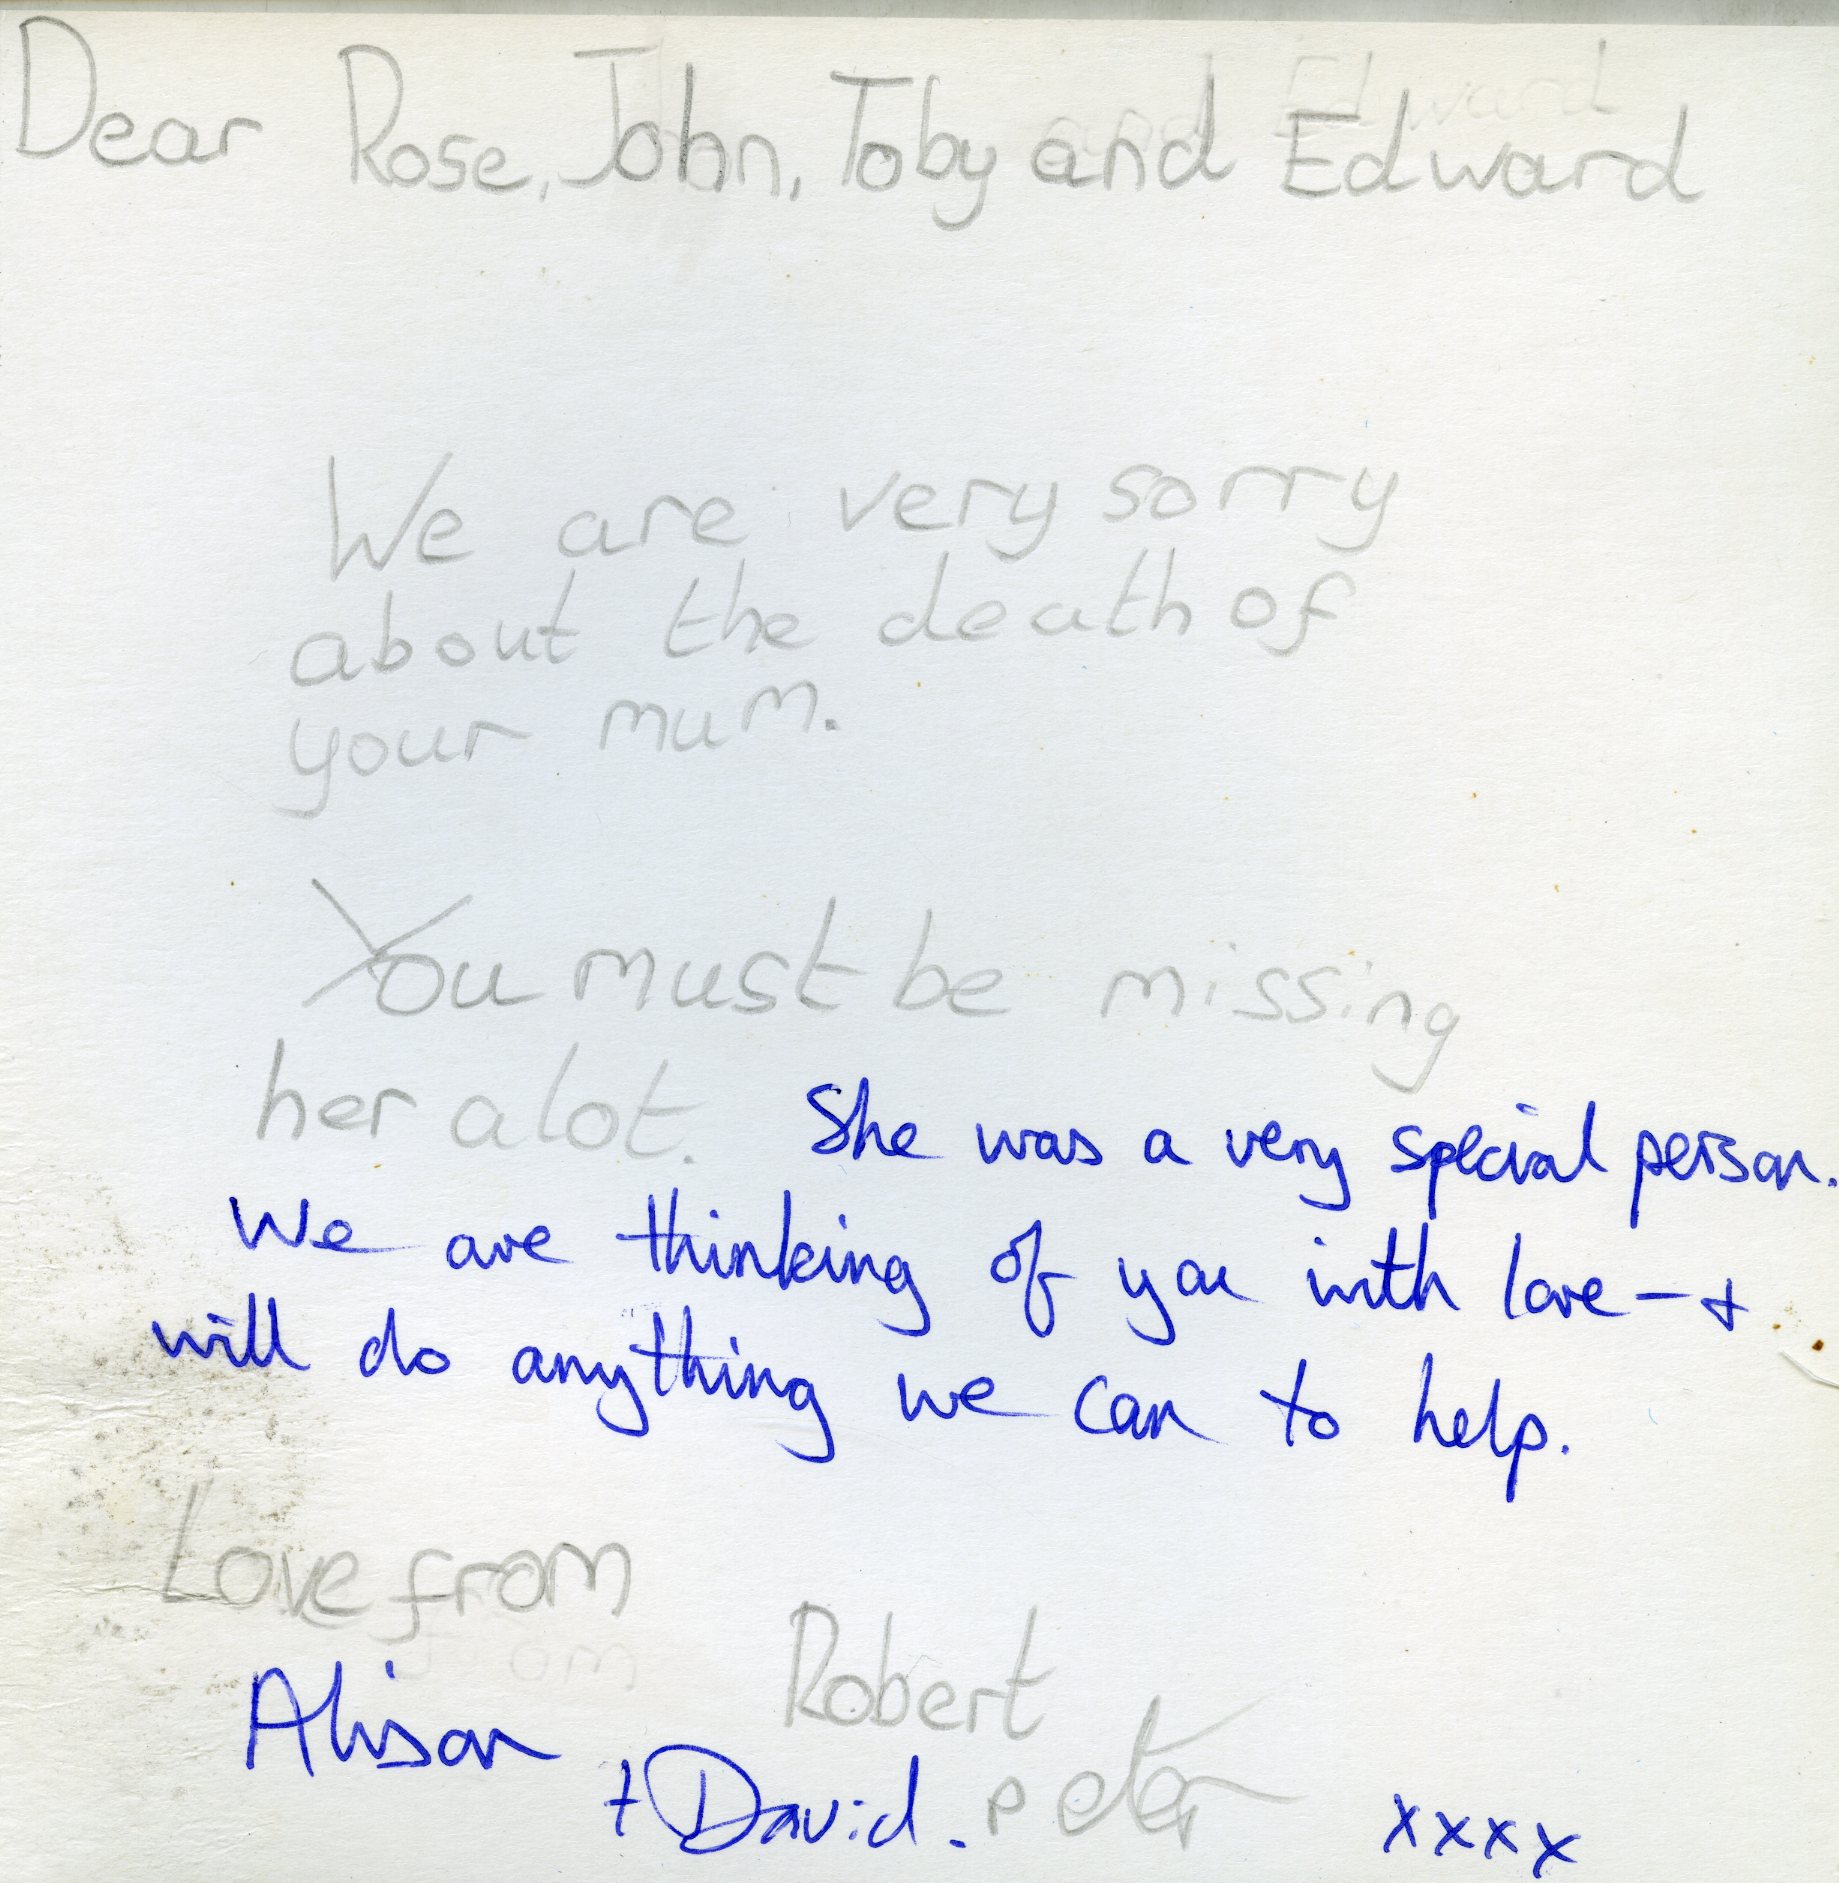 Dear Rose, John, Toby and Edward
We are very sorry
about the death of
your mum.
You must be missing
her alot. She was a very special person.
We are thinking of you with love - +
will do anything we can to help.
Love from
Robert
Alison
+ David. peter
xxxx